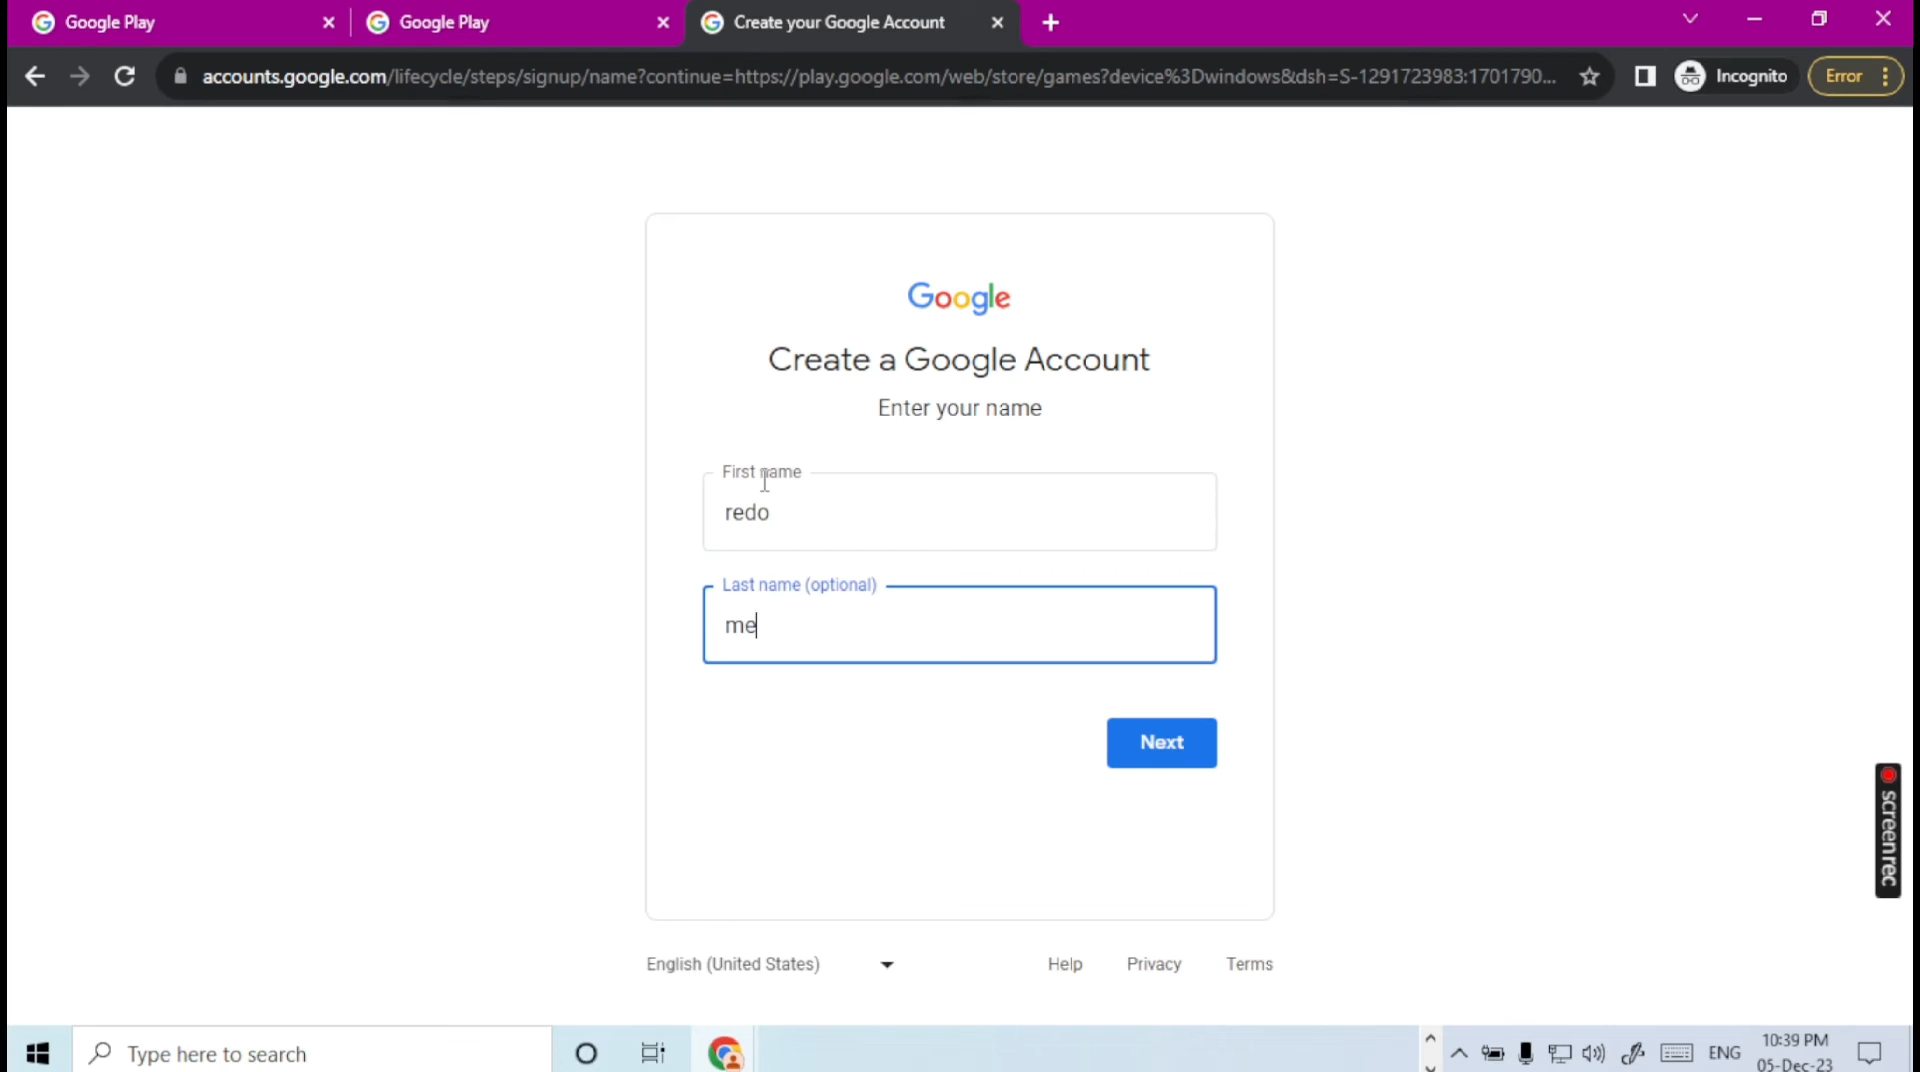 Google Play
Google Play
Create your Google Account
accounts.google.com/lifecycle/steps/signup/name?continue=https://play.google.com/web/store/games?device%3Dwindows&dsh=S-1291723983:1701790...
Incognito
Error
Google
Create a Google Account
Enter your name
First name
redo
Last name (optional)
me
Next
screenrec
English (United States)
Help
Privacy
Terms
Type here to search
ENG
10:39 PM
05-Dec-23